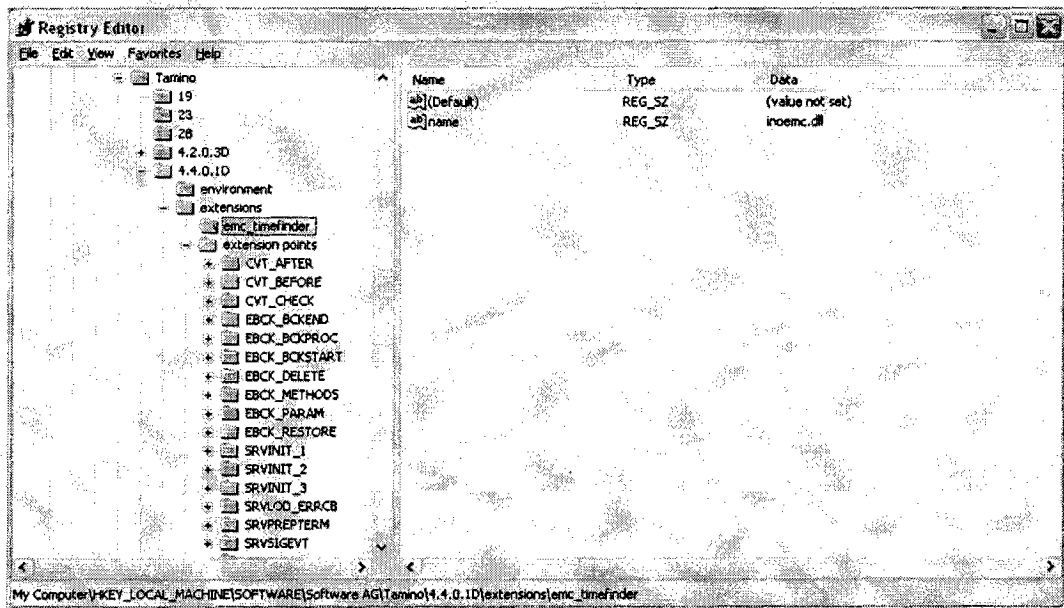 Registry Editor
File Edit View Favorites Help
Tamino
19
23
28
4.2.0.3D
4.4.0.1D
environment
extensions
emc_timefinder
extension points
CVT_AFTER
CVT_BEFORE
CVT_CHECK
EBCK_BCKEND
EBCK_BCKPROC
EBCK_BCKSTART
EBCK_DELETE
EBCK_METHODS
EBCK_PARAM
EBCK_RESTORE
SRVINIT_1
SRVINIT_2
SRVINIT_3
SRVLOD_ERRCB
SRVPREPTERM
SRVSIGEVT
Name Type Data
(Default) REG_SZ (value not set)
name REG_SZ inoemc.dll
My Computer\HKEY_LOCAL_MACHINE\SOFTWARE\Software AG\Tamino\4.4.0.1D\extensions\emc_timefinder